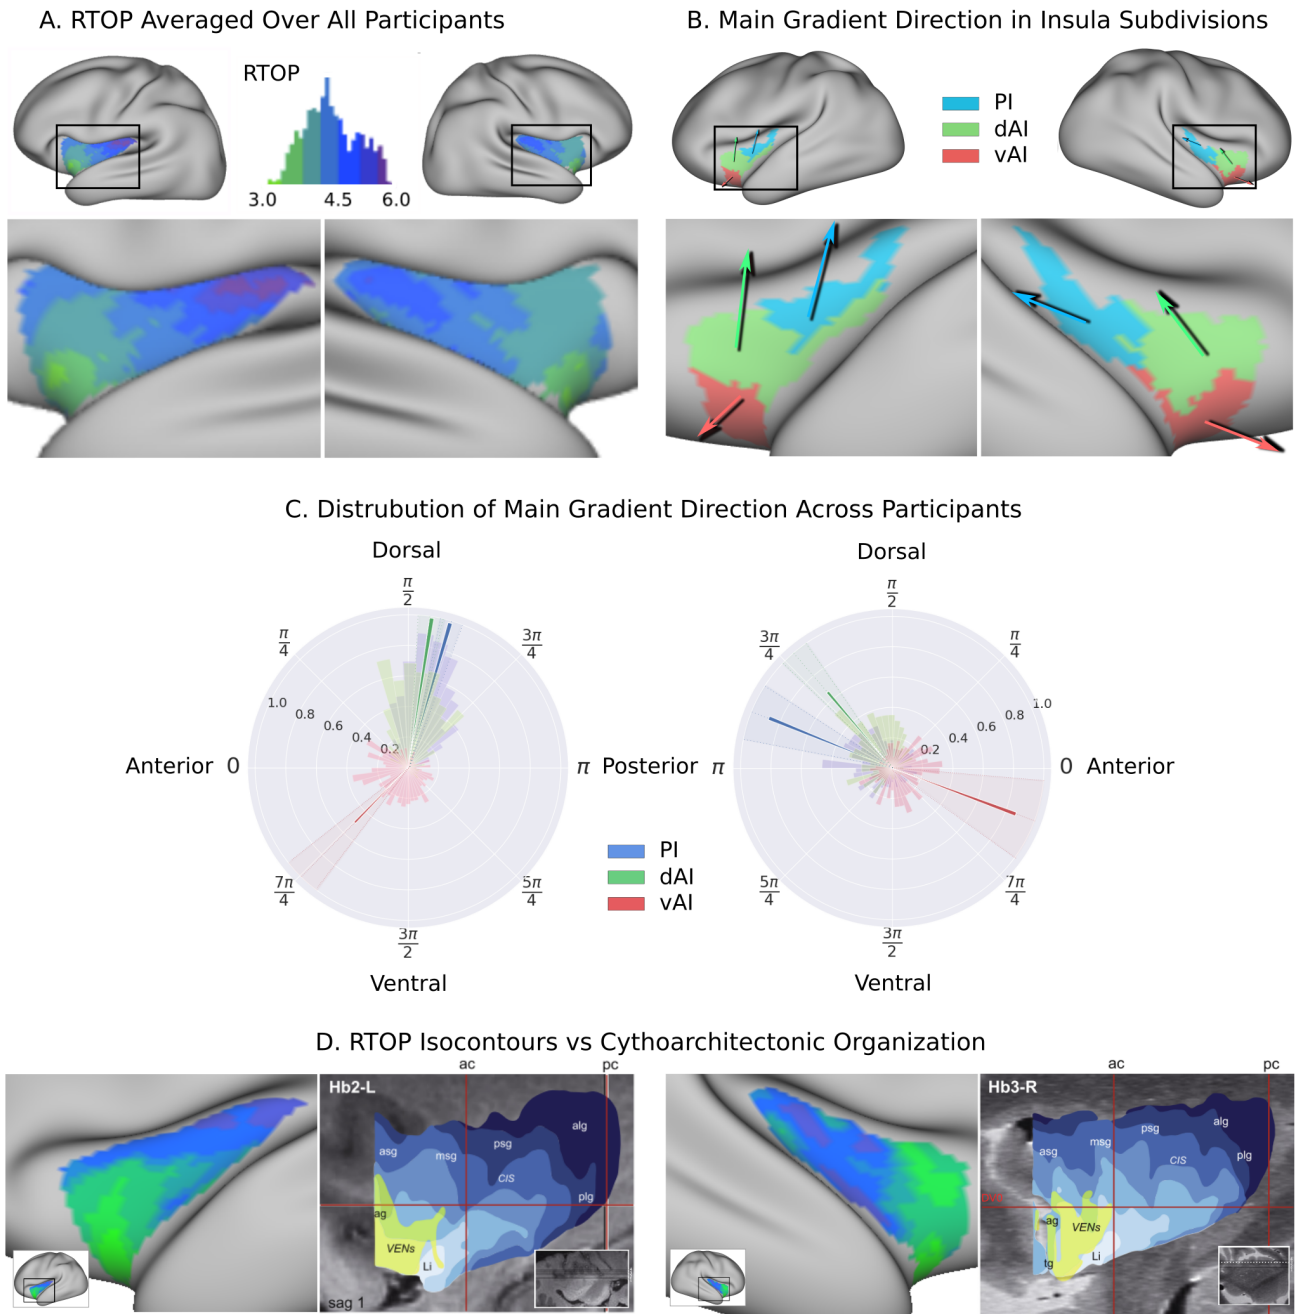 A. RTOP Averaged Over All Participants
B. Main Gradient Direction in Insula Subdivisions
RTOP
3.0 4.5 6.0
PI
dAI
vAI
C. Distrubution of Main Gradient Direction Across Participants
Dorsal
π/2
π/4
3π/4
1.0
0.8
0.6
0.4
0.2
Anterior 0
π Posterior
7π/4
5π/4
3π/2
Ventral
Dorsal
π/2
3π/4
π/4
1.0
0.8
0.6
0.4
0.2
π
0 Anterior
5π/4
7π/4
3π/2
Ventral
PI
dAI
vAI
D. RTOP Isocontours vs Cythoarchitectonic Organization
ac pc
Hb2-L
alg
psg
asg
msg
CIS
plg
ag
VENs
Li
sag 1
ac pc
Hb3-R
alg
psg
msg
asg
plg
CIS
ag
VENs
Li
tg